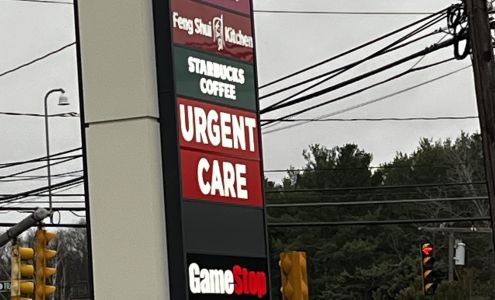 Feng Shui Kitchen
STARBUCKS
COFFEE
URGENT
CARE
GameStop